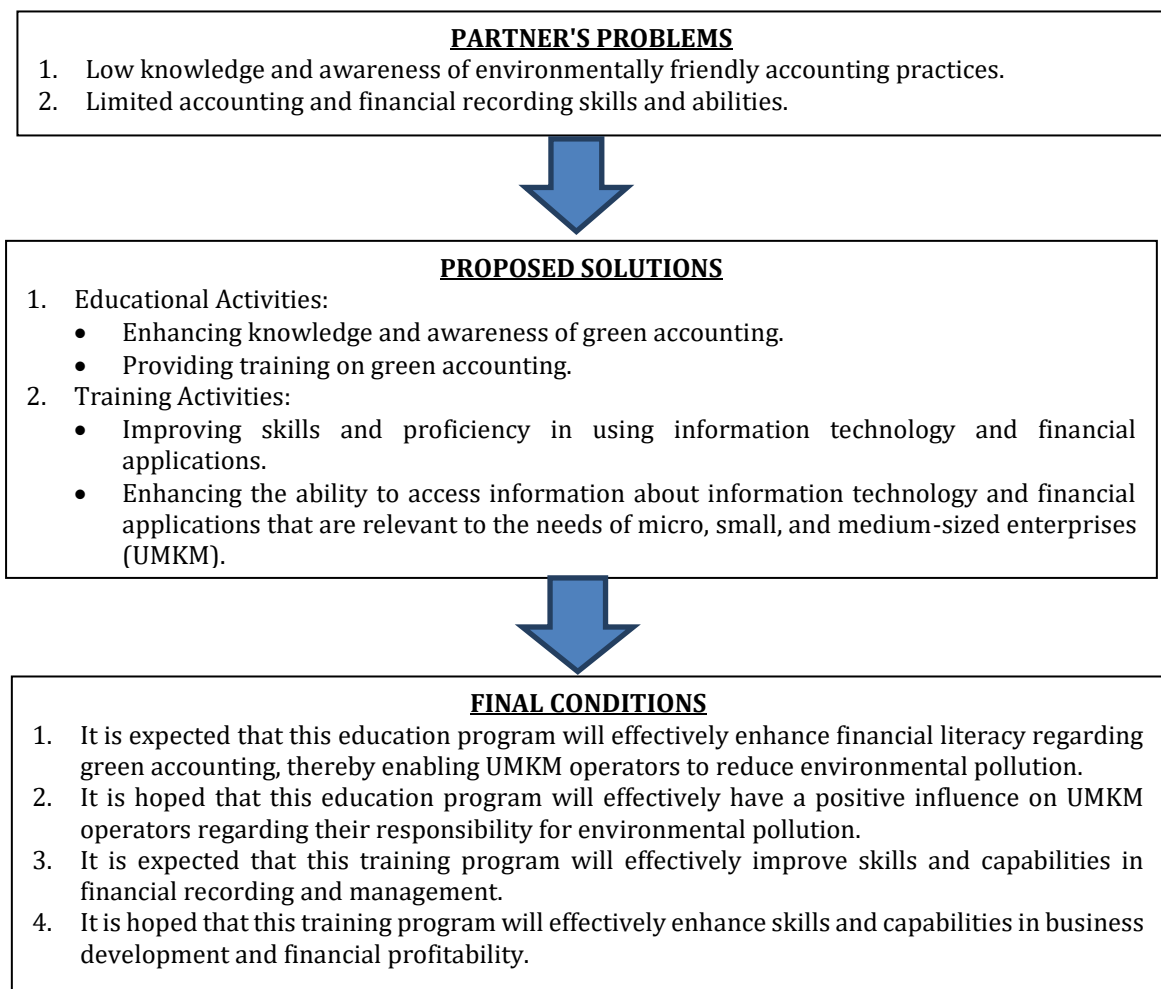 PARTNER'S PROBLEMS
1. Low knowledge and awareness of environmentally friendly accounting practices.
2. Limited accounting and financial recording skills and abilities.
PROPOSED SOLUTIONS
1. Educational Activities:
• Enhancing knowledge and awareness of green accounting.
• Providing training on green accounting.
2. Training Activities:
• Improving skills and proficiency in using information technology and financial
applications.
• Enhancing the ability to access information about information technology and financial
applications that are relevant to the needs of micro, small, and medium-sized enterprises
(UMKM).
FINAL CONDITIONS
1. It is expected that this education program will effectively enhance financial literacy regarding
green accounting, thereby enabling UMKM operators to reduce environmental pollution.
2. It is hoped that this education program will effectively have a positive influence on UMKM
operators regarding their responsibility for environmental pollution.
3. It is expected that this training program will effectively improve skills and capabilities in
financial recording and management.
4. It is hoped that this training program will effectively enhance skills and capabilities in business
development and financial profitability.